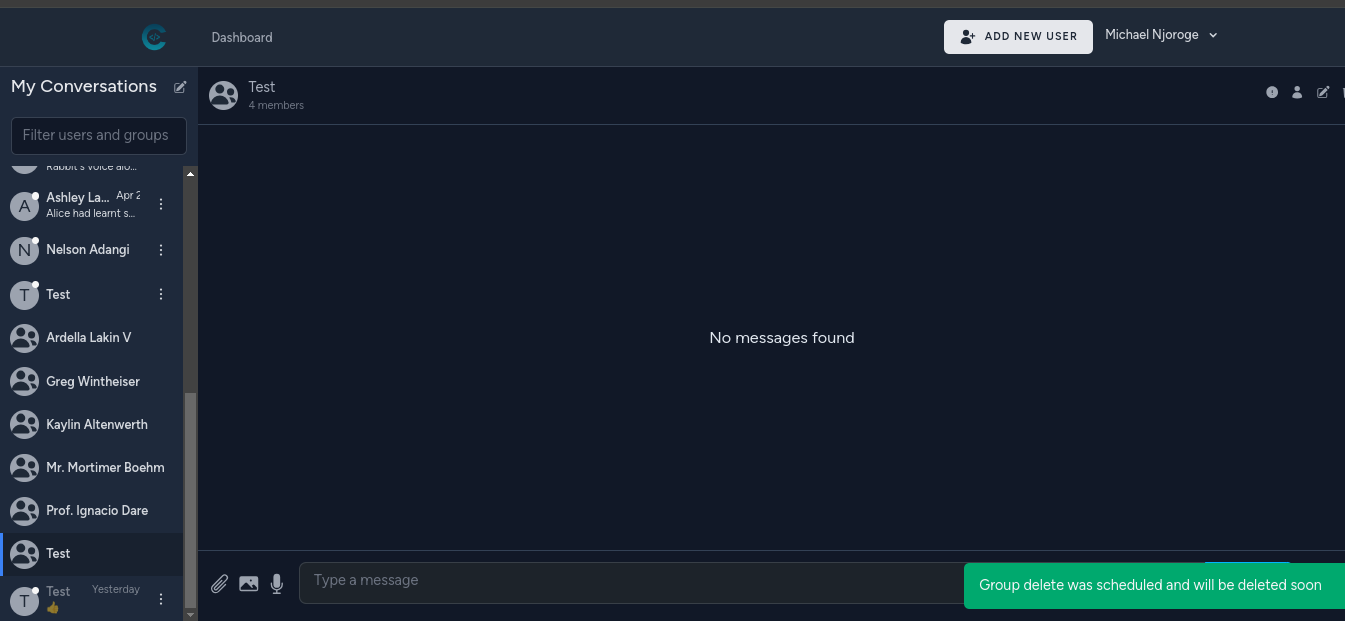 Dashboard
ADD NEW USER
Michael Njoroge
My Conversations
Filter users and groups
Rabbit's voice alo...
Ashley La... Apr 2
Alice had learnt s...
Nelson Adangi
Test
Ardella Lakin V
Greg Wintheiser
Kaylin Altenwerth
Mr. Mortimer Boehm
Prof. Ignacio Dare
Test
Test Yesterday
👍
A
N
T
T
Test
4 members
No messages found
Type a message
Group delete was scheduled and will be deleted soon